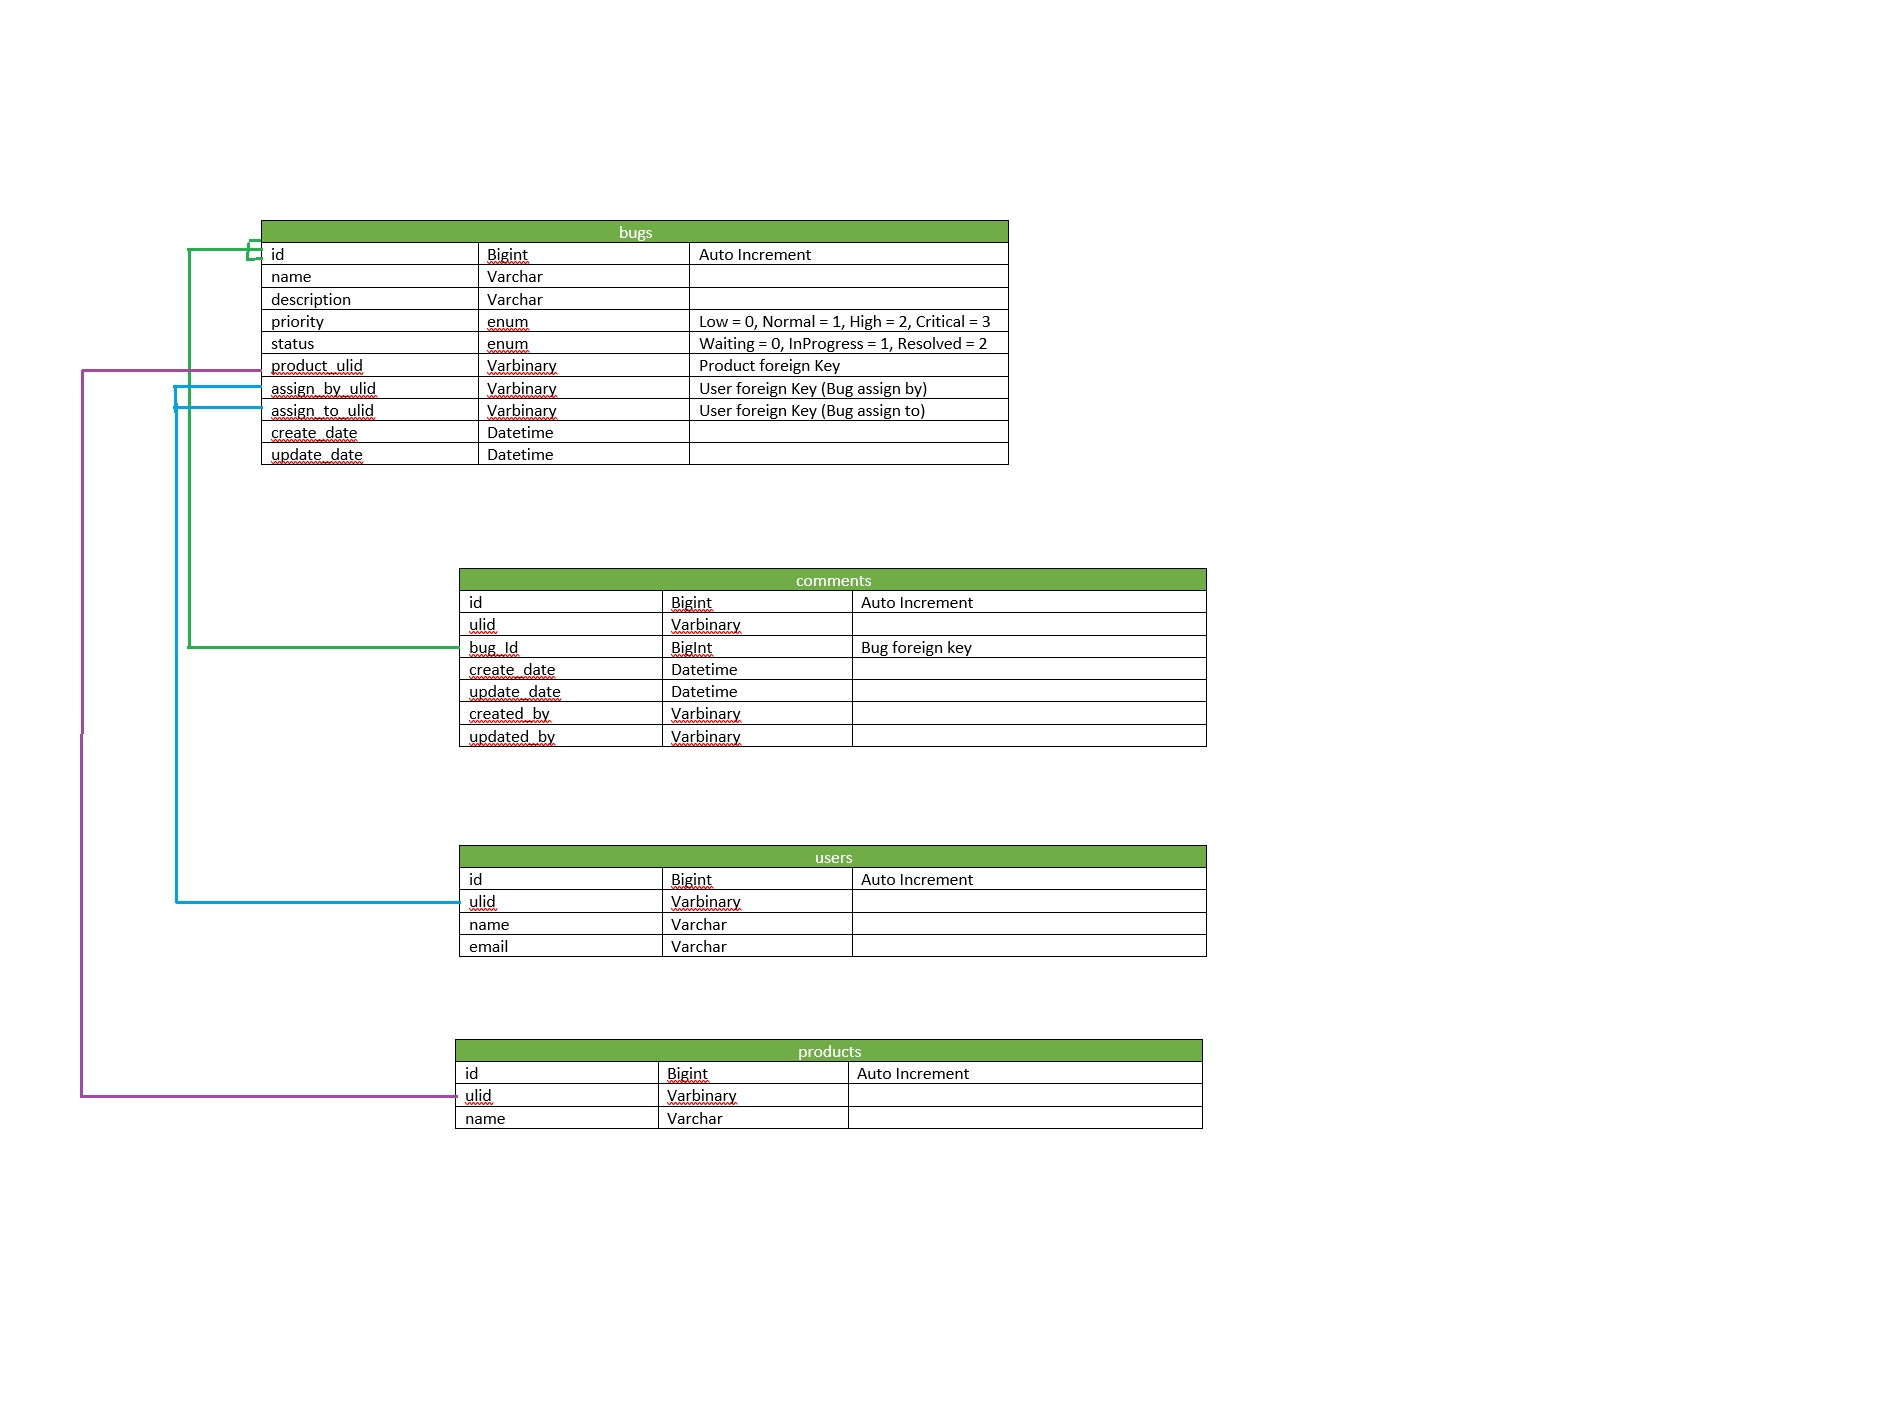 bugs
id Bigint Auto Increment
name Varchar
description Varchar
priority enum Low = 0, Normal = 1, High = 2, Critical = 3
status enum Waiting = 0, InProgress = 1, Resolved = 2
product_ulid Varbinary Product foreign Key
assign_by_ulid Varbinary User foreign Key (Bug assign by)
assign_to_ulid Varbinary User foreign Key (Bug assign to)
create_date Datetime
update_date Datetime
comments
id Bigint Auto Increment
ulid Varbinary
bug_Id BigInt Bug foreign key
create_date Datetime
update_date Datetime
created_by Varbinary
updated_by Varbinary
users
id Bigint Auto Increment
ulid Varbinary
name Varchar
email Varchar
products
id Bigint Auto Increment
ulid Varbinary
name Varchar